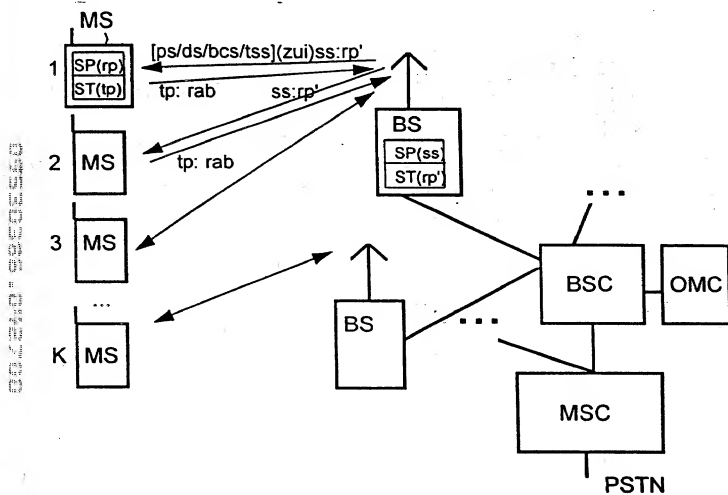 MS
[ps/ds/bcs/tss](zui)ss:rp'
1
SP(rp)
ST(tp)
tp: rab
ss:rp'
BS
SP(ss)
ST(rp')
2
MS
tp: rab
3
MS
...
BSC
OMC
...
BS
...
K
MS
MSC
PSTN